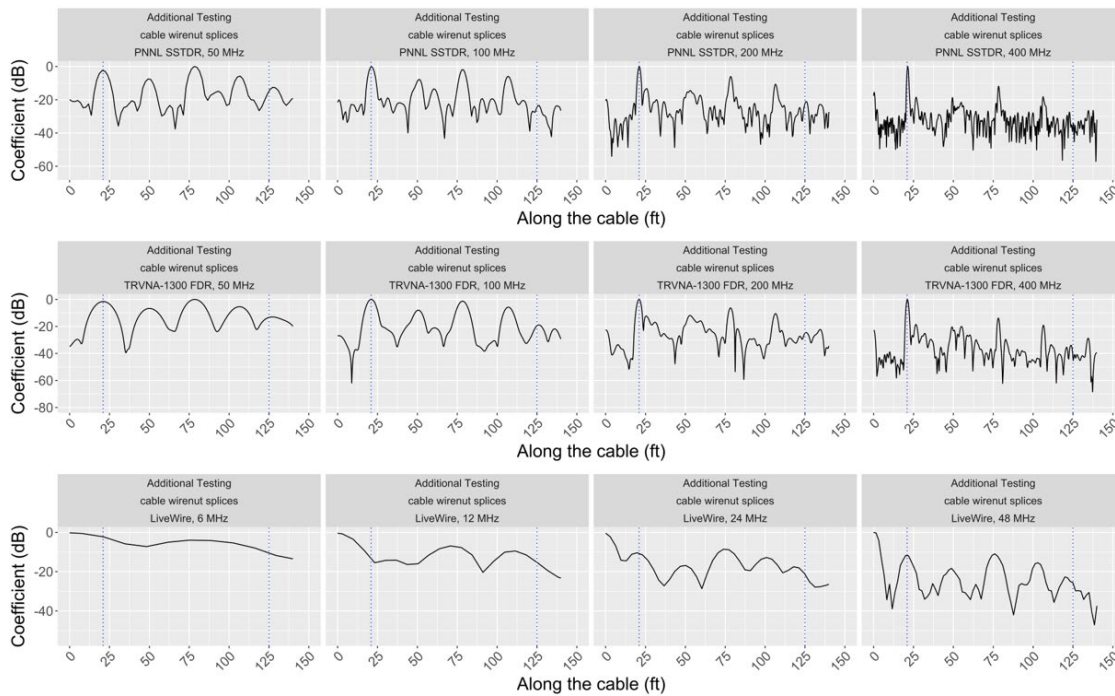 Additional Testing
cable wirenut splices
PNNL SSTDR, 50 MHz
Additional Testing
cable wirenut splices
PNNL SSTDR, 100 MHz
Additional Testing
cable wirenut splices
PNNL SSTDR, 200 MHz
Additional Testing
cable wirenut splices
PNNL SSTDR, 400 MHz
Coefficient (dB)
0
-20
-40
-60
0 25 50 75 100 125 150
0 25 50 75 100 125 150
0 25 50 75 100 125 150
0 25 50 75 100 125 150
Along the cable (ft)
Additional Testing
cable wirenut splices
TRVNA-1300 FDR, 50 MHz
Additional Testing
cable wirenut splices
TRVNA-1300 FDR, 100 MHz
Additional Testing
cable wirenut splices
TRVNA-1300 FDR, 200 MHz
Additional Testing
cable wirenut splices
TRVNA-1300 FDR, 400 MHz
Coefficient (dB)
0
-20
-40
-60
-80
0 25 50 75 100 125 150
0 25 50 75 100 125 150
0 25 50 75 100 125 150
0 25 50 75 100 125 150
Along the cable (ft)
Additional Testing
cable wirenut splices
LiveWire, 6 MHz
Additional Testing
cable wirenut splices
LiveWire, 12 MHz
Additional Testing
cable wirenut splices
LiveWire, 24 MHz
Additional Testing
cable wirenut splices
LiveWire, 48 MHz
Coefficient (dB)
0
-20
-40
0 25 50 75 100 125 150
0 25 50 75 100 125 150
0 25 50 75 100 125 150
0 25 50 75 100 125 150
Along the cable (ft)